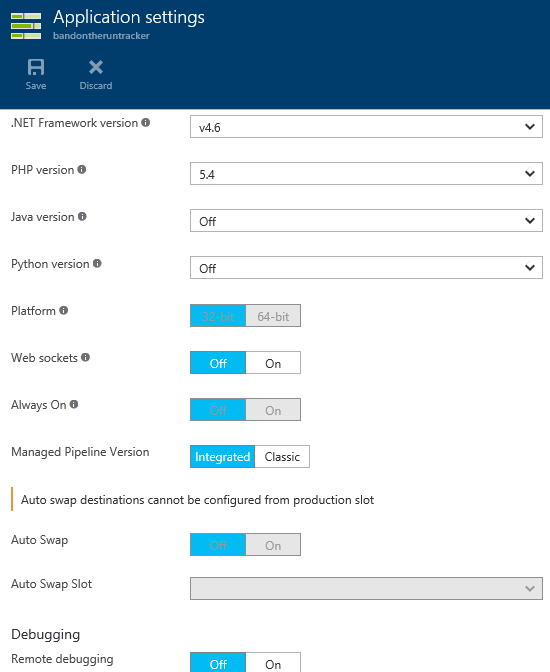 Application settings
bandontheruntracker
Save Discard
.NET Framework version v4.6
PHP version 5.4
Java version Off
Python version Off
Platform 32-bit 64-bit
Web sockets Off On
Always On Off On
Managed Pipeline Version Integrated Classic
Auto swap destinations cannot be configured from production slot
Auto Swap Off On
Auto Swap Slot
Debugging
Remote debugging Off On